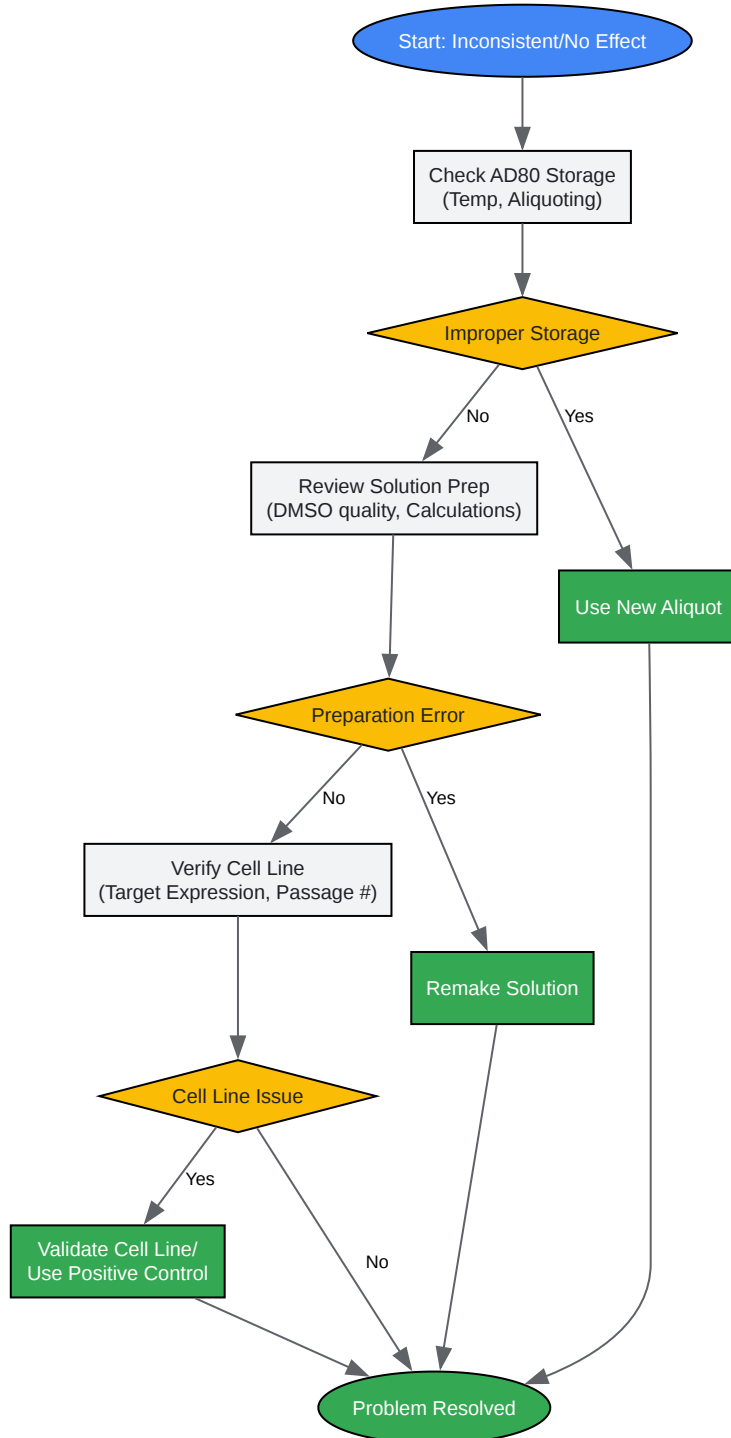 Start: Inconsistent/No Effect
Check AD80 Storage
(Temp, Aliquoting)
Improper Storage
No
Yes
Review Solution Prep
(DMSO quality, Calculations)
Use New Aliquot
Preparation Error
No
Yes
Verify Cell Line
(Target Expression, Passage #)
Remake Solution
Cell Line Issue
Yes
No
Validate Cell Line/
Use Positive Control
Problem Resolved